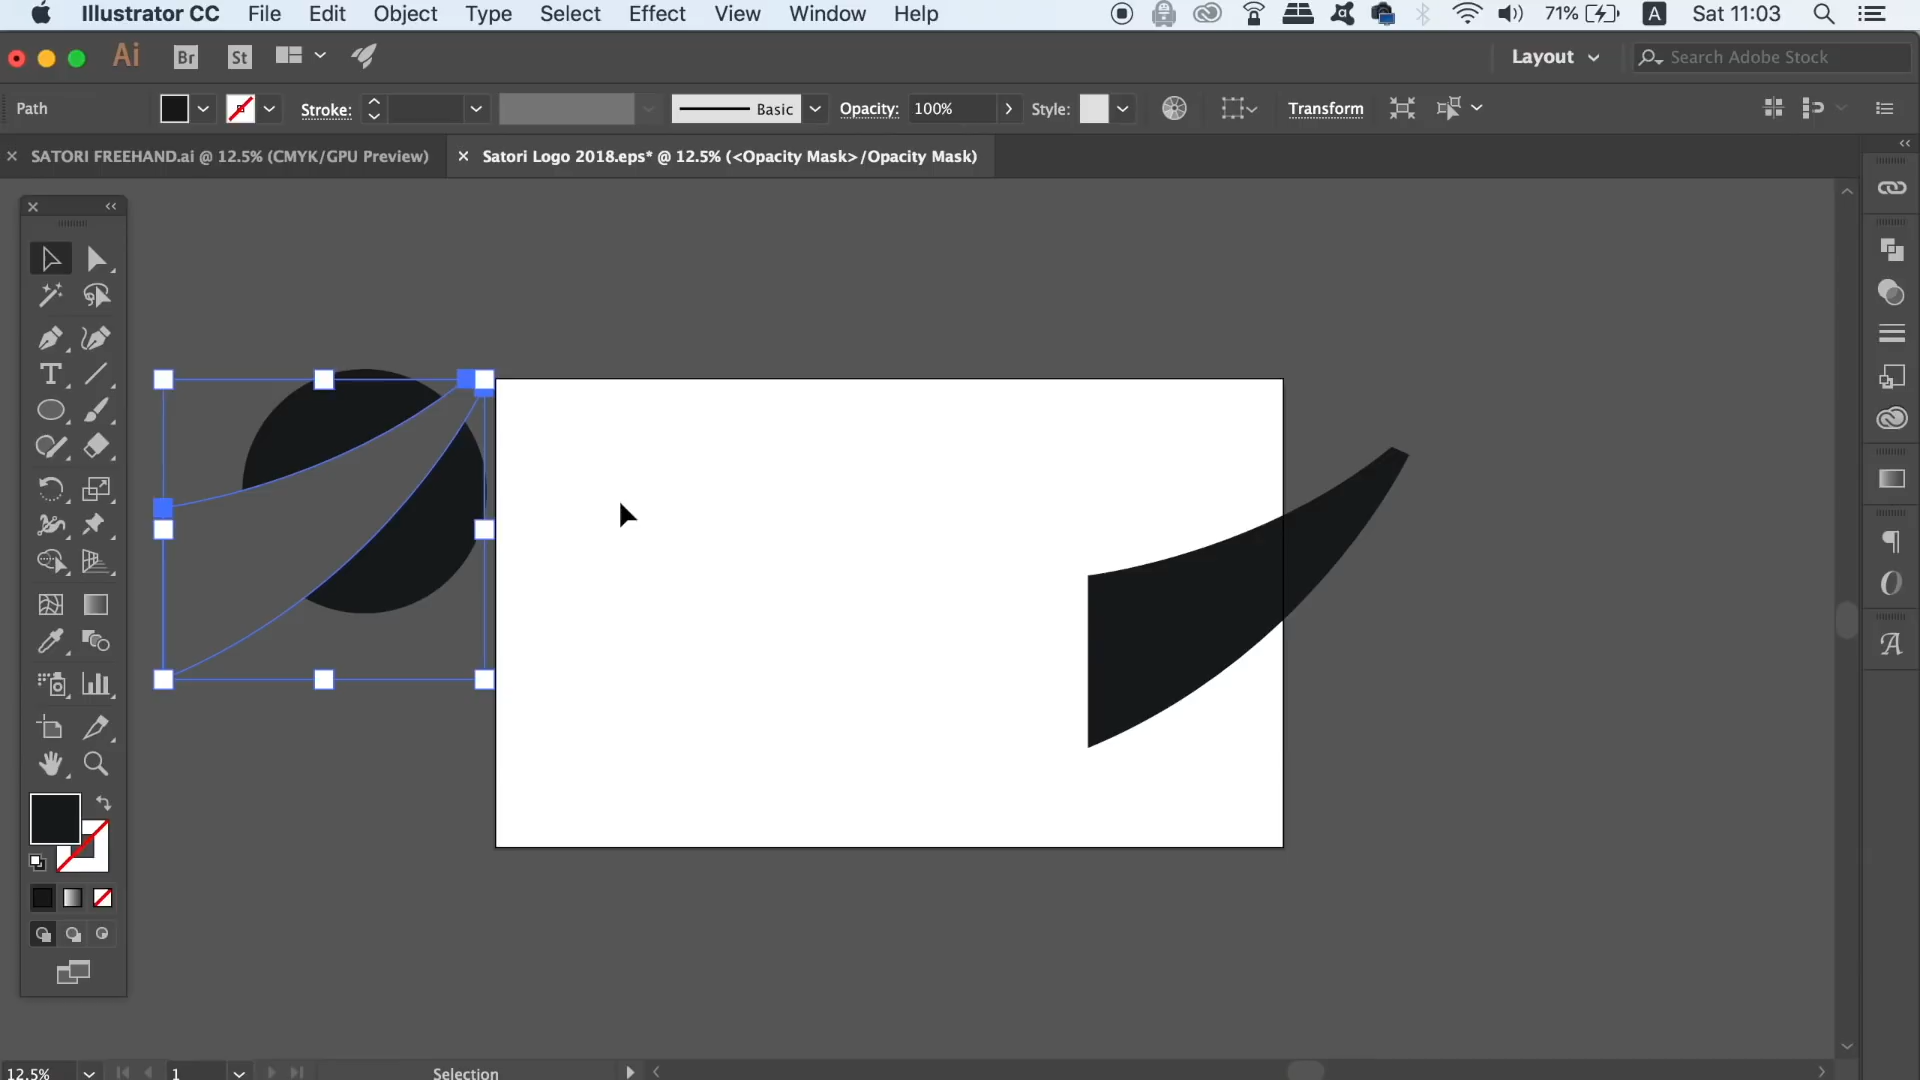 Illustrator CC File Edit Object Type Select Effect View Window Help 71% A Sat 11:03
Ai Br St Layout Search Adobe Stock
Path Stroke: Basic Opacity: 100% Style: Transform
SATORI FREEHAND.ai @ 12.5% (CMYK/GPU Preview) Satori Logo 2018.eps* @ 12.5% (<Opacity Mask>/Opacity Mask)
12.5% 1 Selection